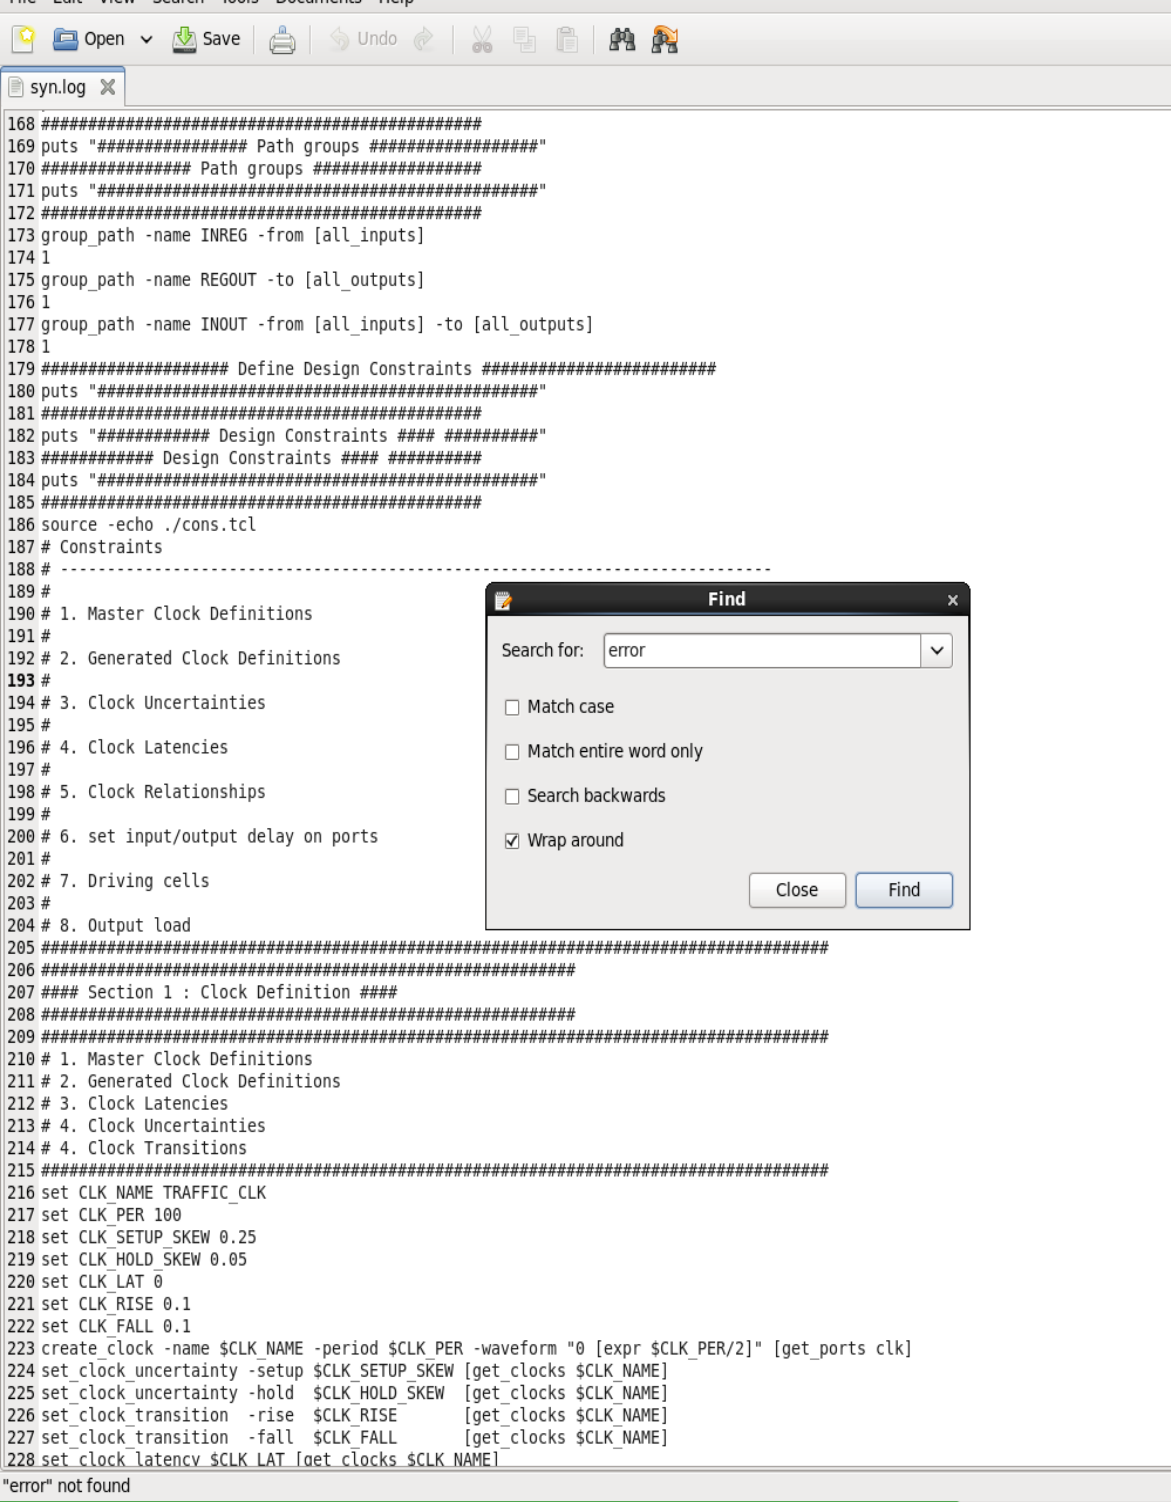 File Edit View Search Tools Documents Help
Open Save Undo
syn.log
168 ###############################################
169 puts "################ Path groups ##################"
170 ################ Path groups ##################
171 puts "###############################################"
172 ###############################################
173 group_path -name INREG -from [all_inputs]
174 1
175 group_path -name REGOUT -to [all_outputs]
176 1
177 group_path -name INOUT -from [all_inputs] -to [all_outputs]
178 1
179 #################### Define Design Constraints #########################
180 puts "###############################################"
181 ###############################################
182 puts "############ Design Constraints #### ##########"
183 ############ Design Constraints #### ##########
184 puts "###############################################"
185 ###############################################
186 source -echo ./cons.tcl
187 # Constraints
188 # ----------------------------------------------------------------------------
189 #
190 # 1. Master Clock Definitions
191 #
192 # 2. Generated Clock Definitions
193 #
194 # 3. Clock Uncertainties
195 #
196 # 4. Clock Latencies
197 #
198 # 5. Clock Relationships
199 #
200 # 6. set input/output delay on ports
201 #
202 # 7. Driving cells
203 #
204 # 8. Output load
205 ####################################################################################
206 #########################################################
207 #### Section 1 : Clock Definition ####
208 #########################################################
209 ####################################################################################
210 # 1. Master Clock Definitions
211 # 2. Generated Clock Definitions
212 # 3. Clock Latencies
213 # 4. Clock Uncertainties
214 # 4. Clock Transitions
215 ####################################################################################
216 set CLK_NAME TRAFFIC_CLK
217 set CLK_PER 100
218 set CLK_SETUP_SKEW 0.25
219 set CLK_HOLD_SKEW 0.05
220 set CLK_LAT 0
221 set CLK_RISE 0.1
222 set CLK_FALL 0.1
223 create_clock -name $CLK_NAME -period $CLK_PER -waveform "0 [expr $CLK_PER/2]" [get_ports clk]
224 set_clock_uncertainty -setup $CLK_SETUP_SKEW [get_clocks $CLK_NAME]
225 set_clock_uncertainty -hold $CLK_HOLD_SKEW [get_clocks $CLK_NAME]
226 set_clock_transition -rise $CLK_RISE [get_clocks $CLK_NAME]
227 set_clock_transition -fall $CLK_FALL [get_clocks $CLK_NAME]
228 set_clock_latency $CLK_LAT [get_clocks $CLK_NAME]
Find
Search for: error
Match case
Match entire word only
Search backwards
Wrap around
Close Find
"error" not found